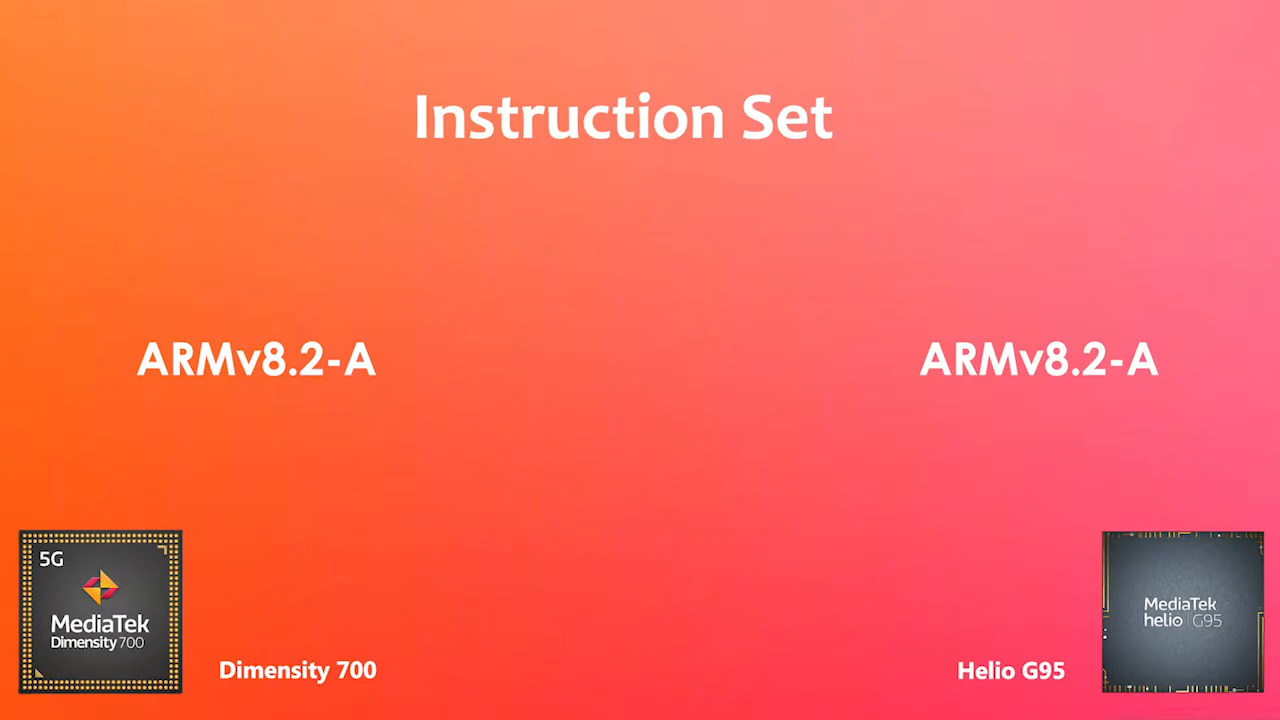 Instruction Set
ARMv8.2-A
ARMv8.2-A
5G
MediaTek
Dimensity 700
Dimensity 700
Helio G95
MediaTek
helio | G95